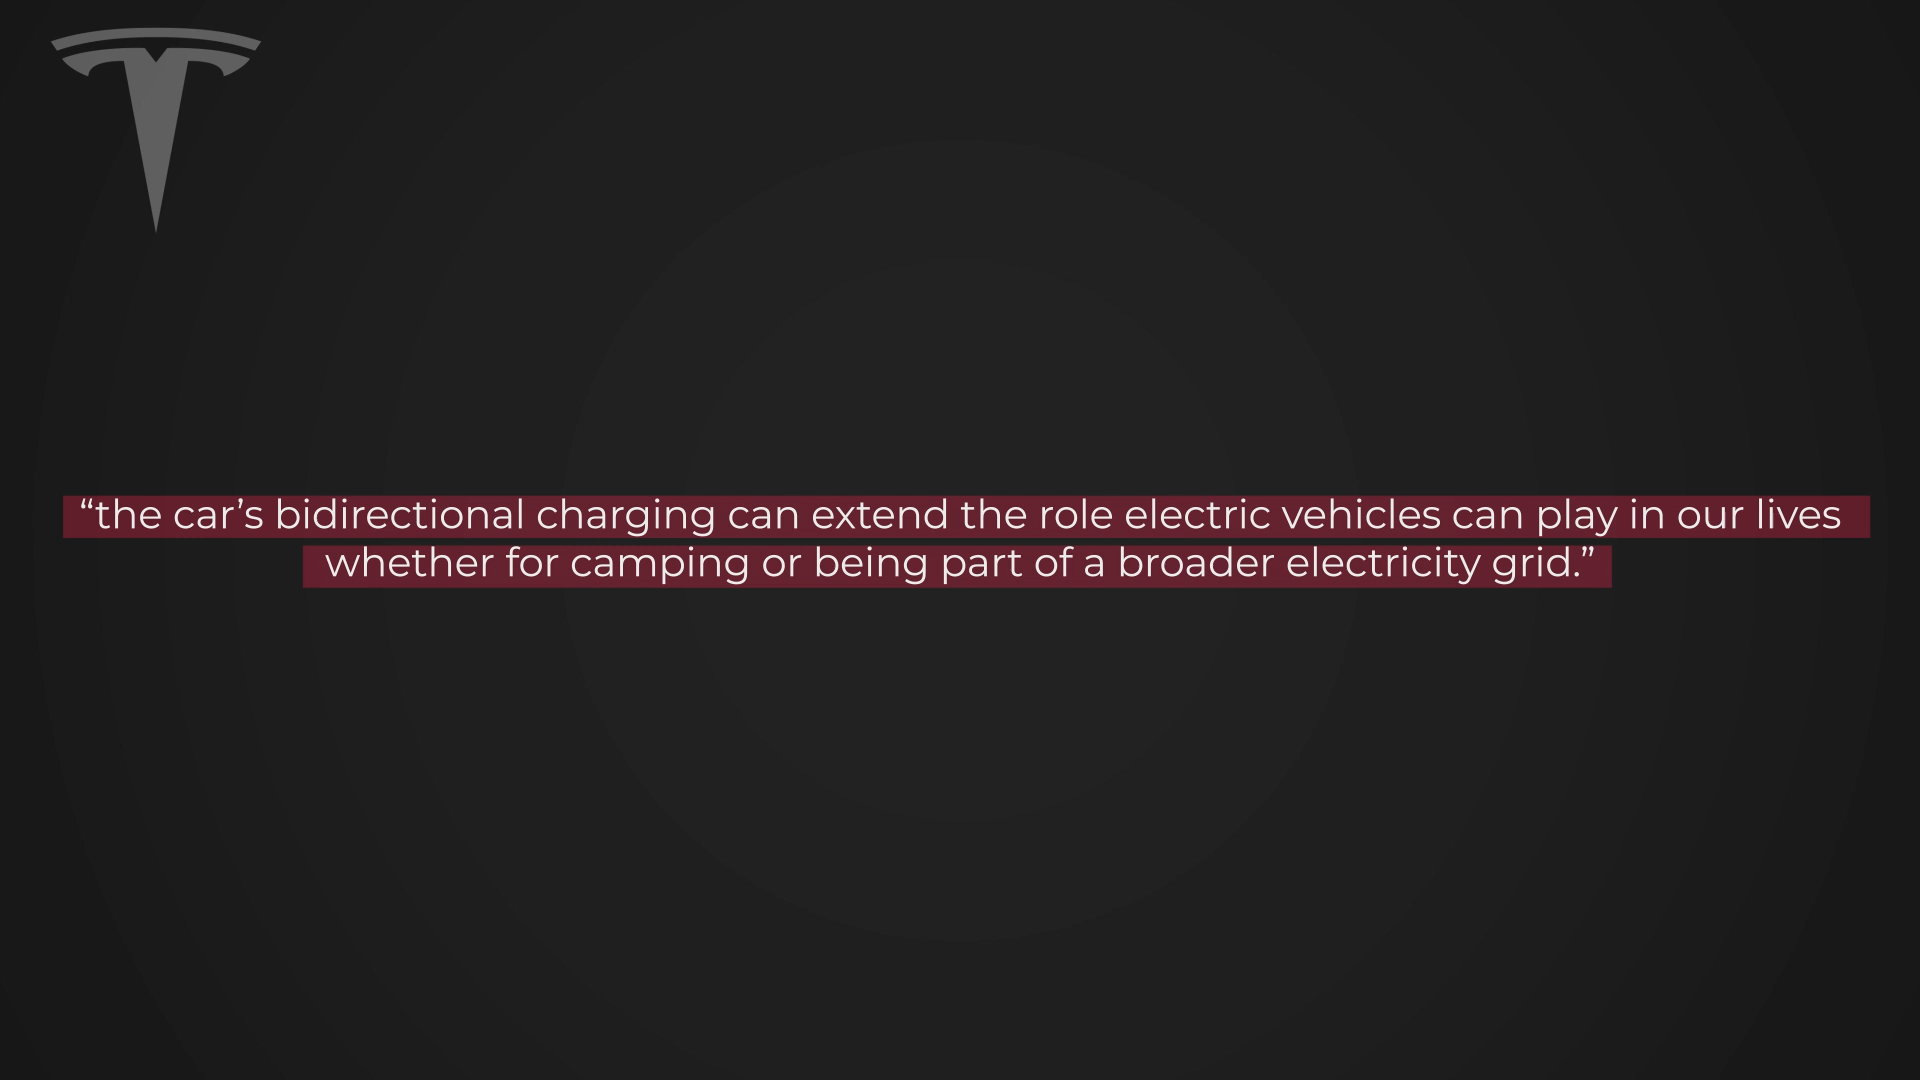 “the car’s bidirectional charging can extend the role electric vehicles can play in our lives
whether for camping or being part of a broader electricity grid.”